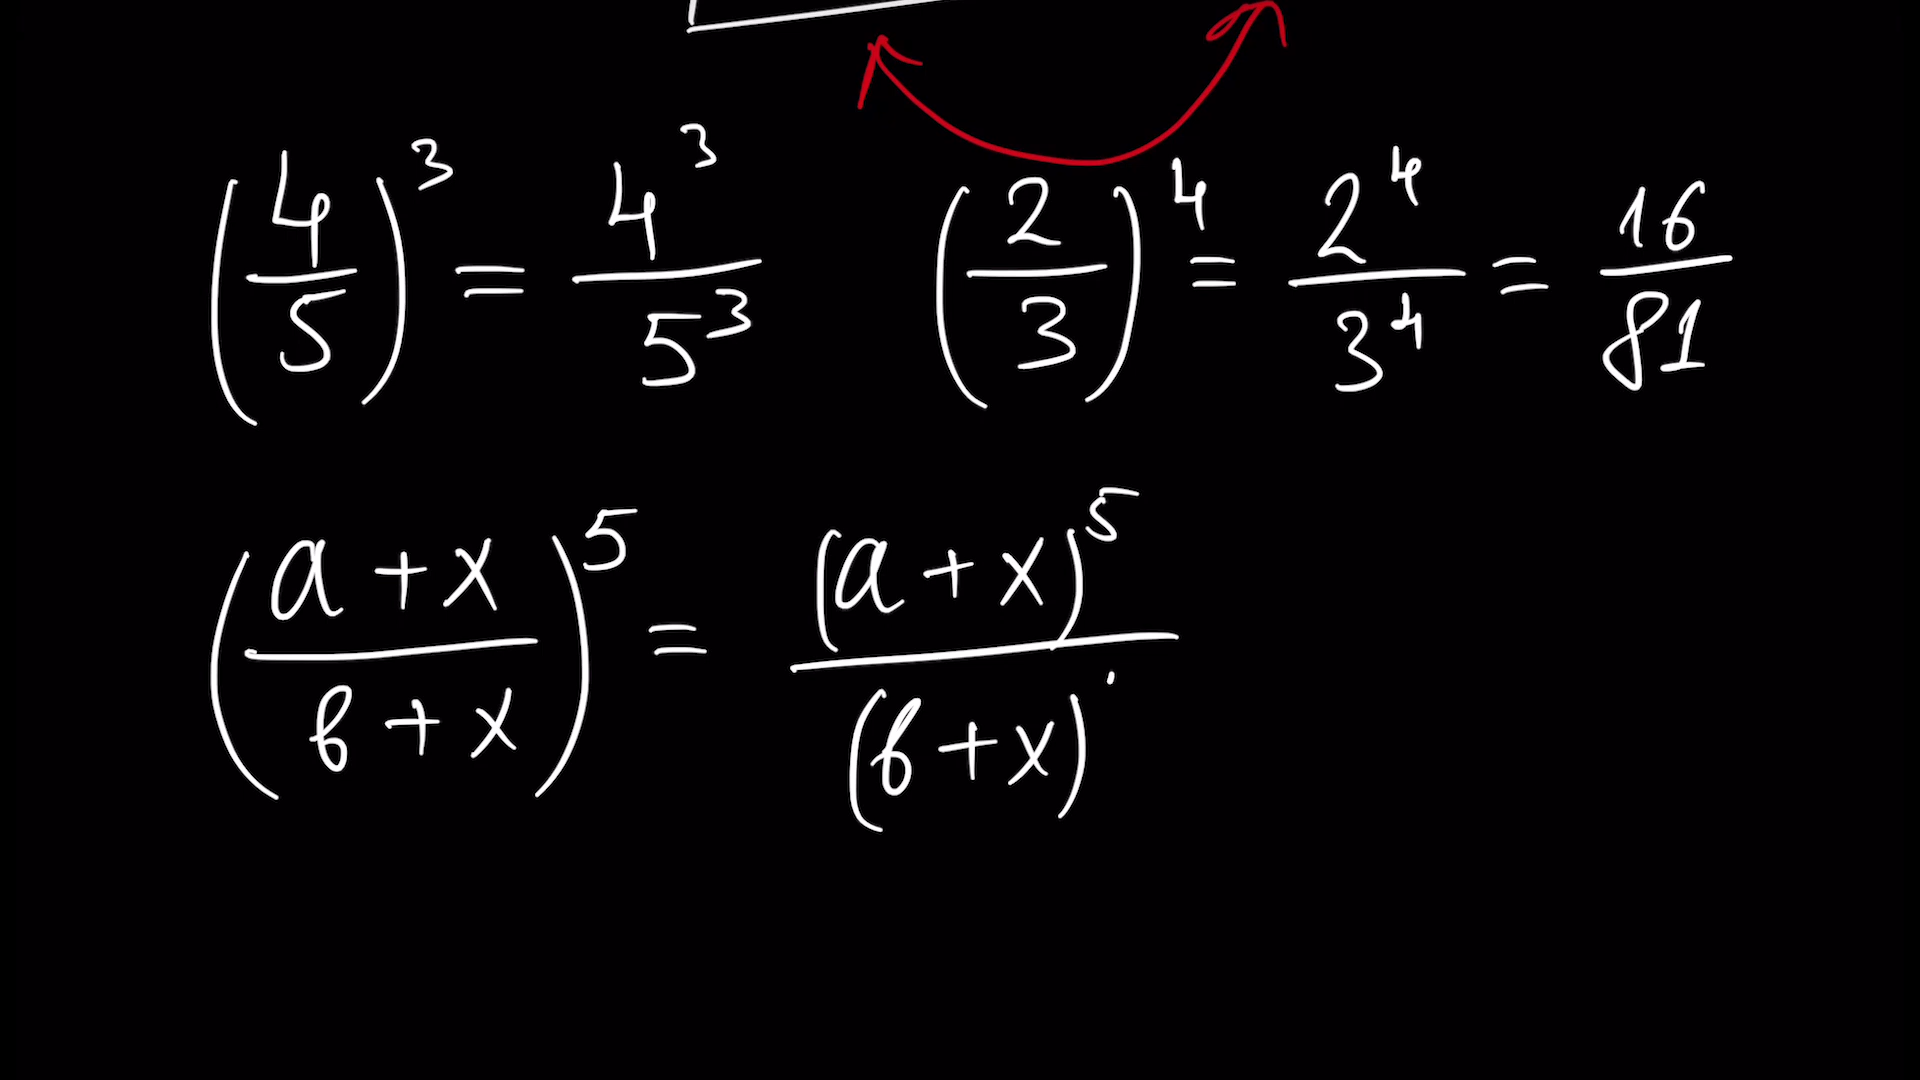 (4/5)^3 = 4^3/5^3   (2/3)^4 = 2^4/3^4 = 16/81
((a+x)/(b+x))^5 = (a+x)^5/(b+x)